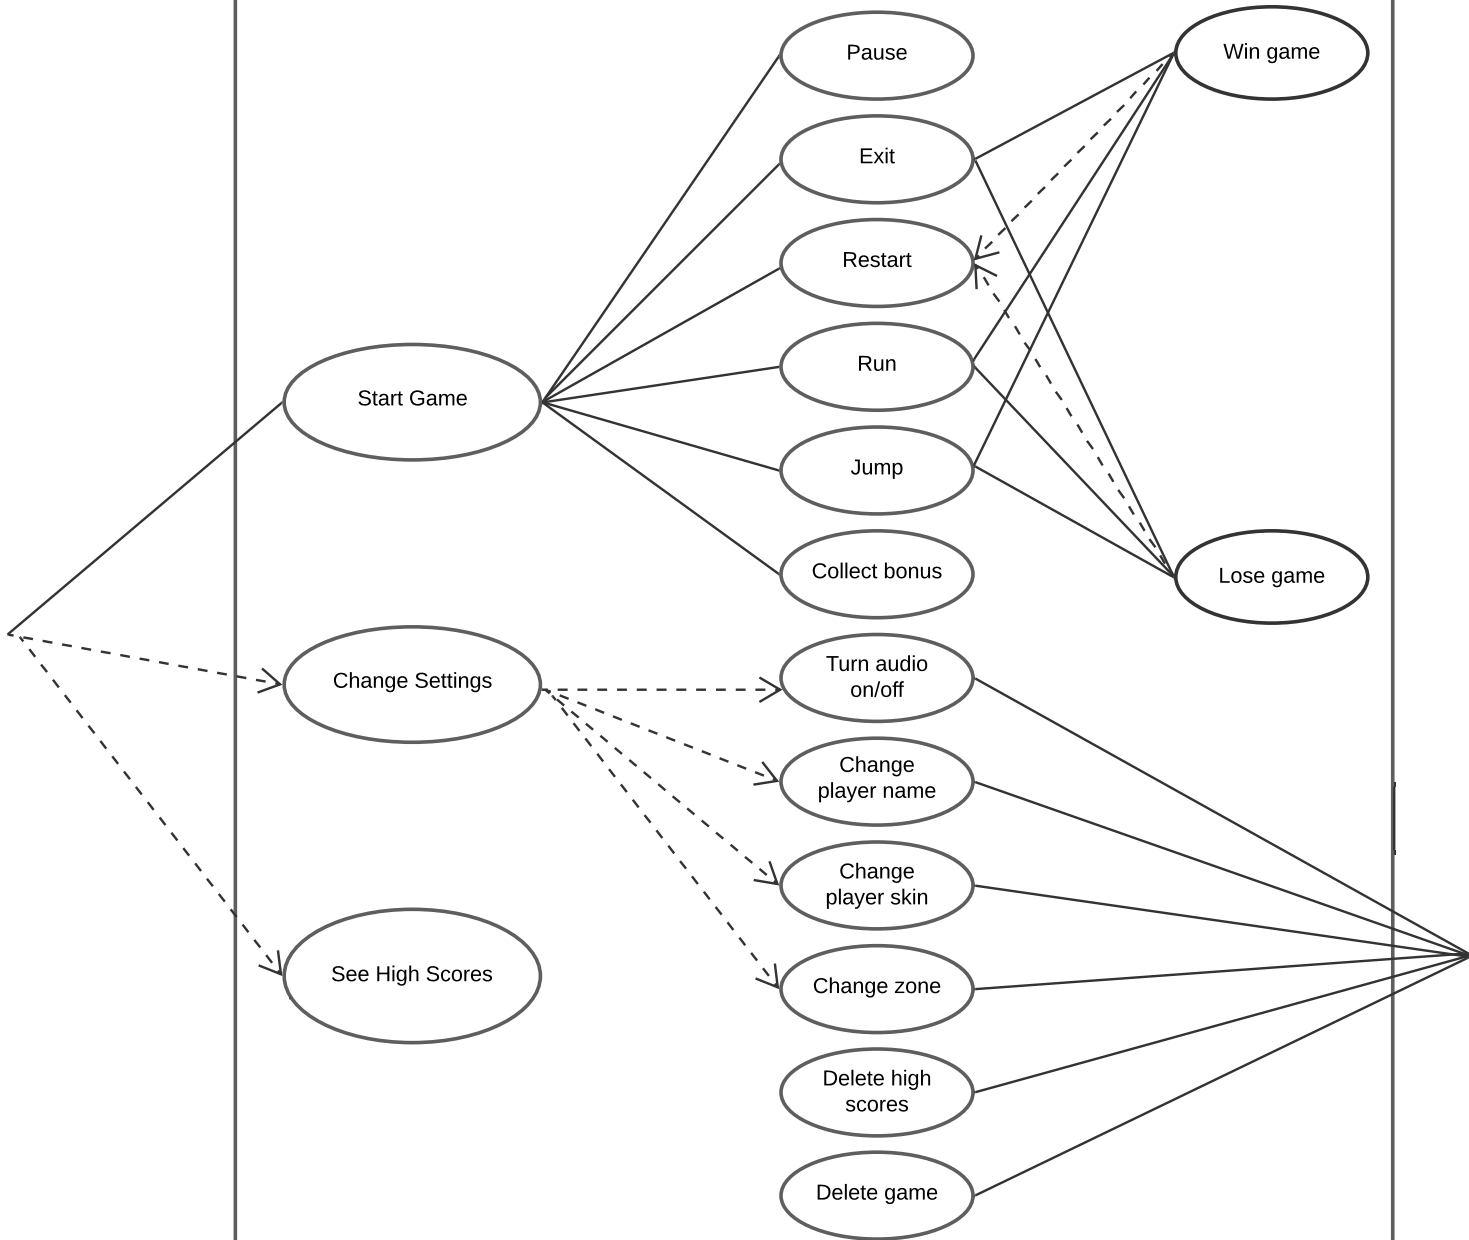 Pause
Win game
Exit
Restart
Run
Start Game
Jump
Collect bonus
Lose game
Turn audio
on/off
Change Settings
Change
player name
Change
player skin
See High Scores
Change zone
Delete high
scores
Delete game